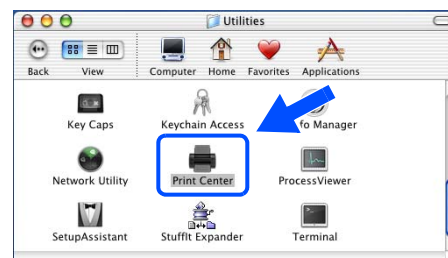 Utilities
Back View Computer Home Favorites Applications
Key Caps Keychain Access fo Manager
Network Utility Print Center ProcessViewer
SetupAssistant StuffIt Expander Terminal